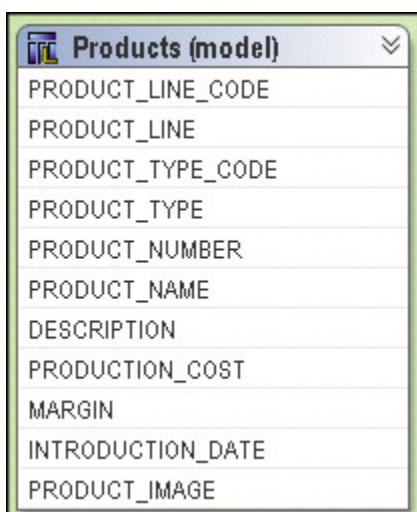 Products (model)
PRODUCT_LINE_CODE
PRODUCT_LINE
PRODUCT_TYPE_CODE
PRODUCT_TYPE
PRODUCT_NUMBER
PRODUCT_NAME
DESCRIPTION
PRODUCTION_COST
MARGIN
INTRODUCTION_DATE
PRODUCT_IMAGE